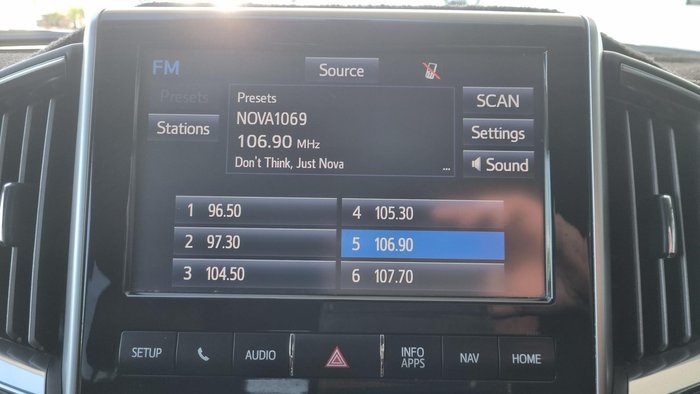 FM
Source
Presets
Stations
Presets
NOVA1069
106.90 MHz
Don't Think, Just Nova
...
SCAN
Settings
Sound
1 96.50
2 97.30
3 104.50
4 105.30
5 106.90
6 107.70
SETUP
AUDIO
INFO
APPS
NAV
HOME